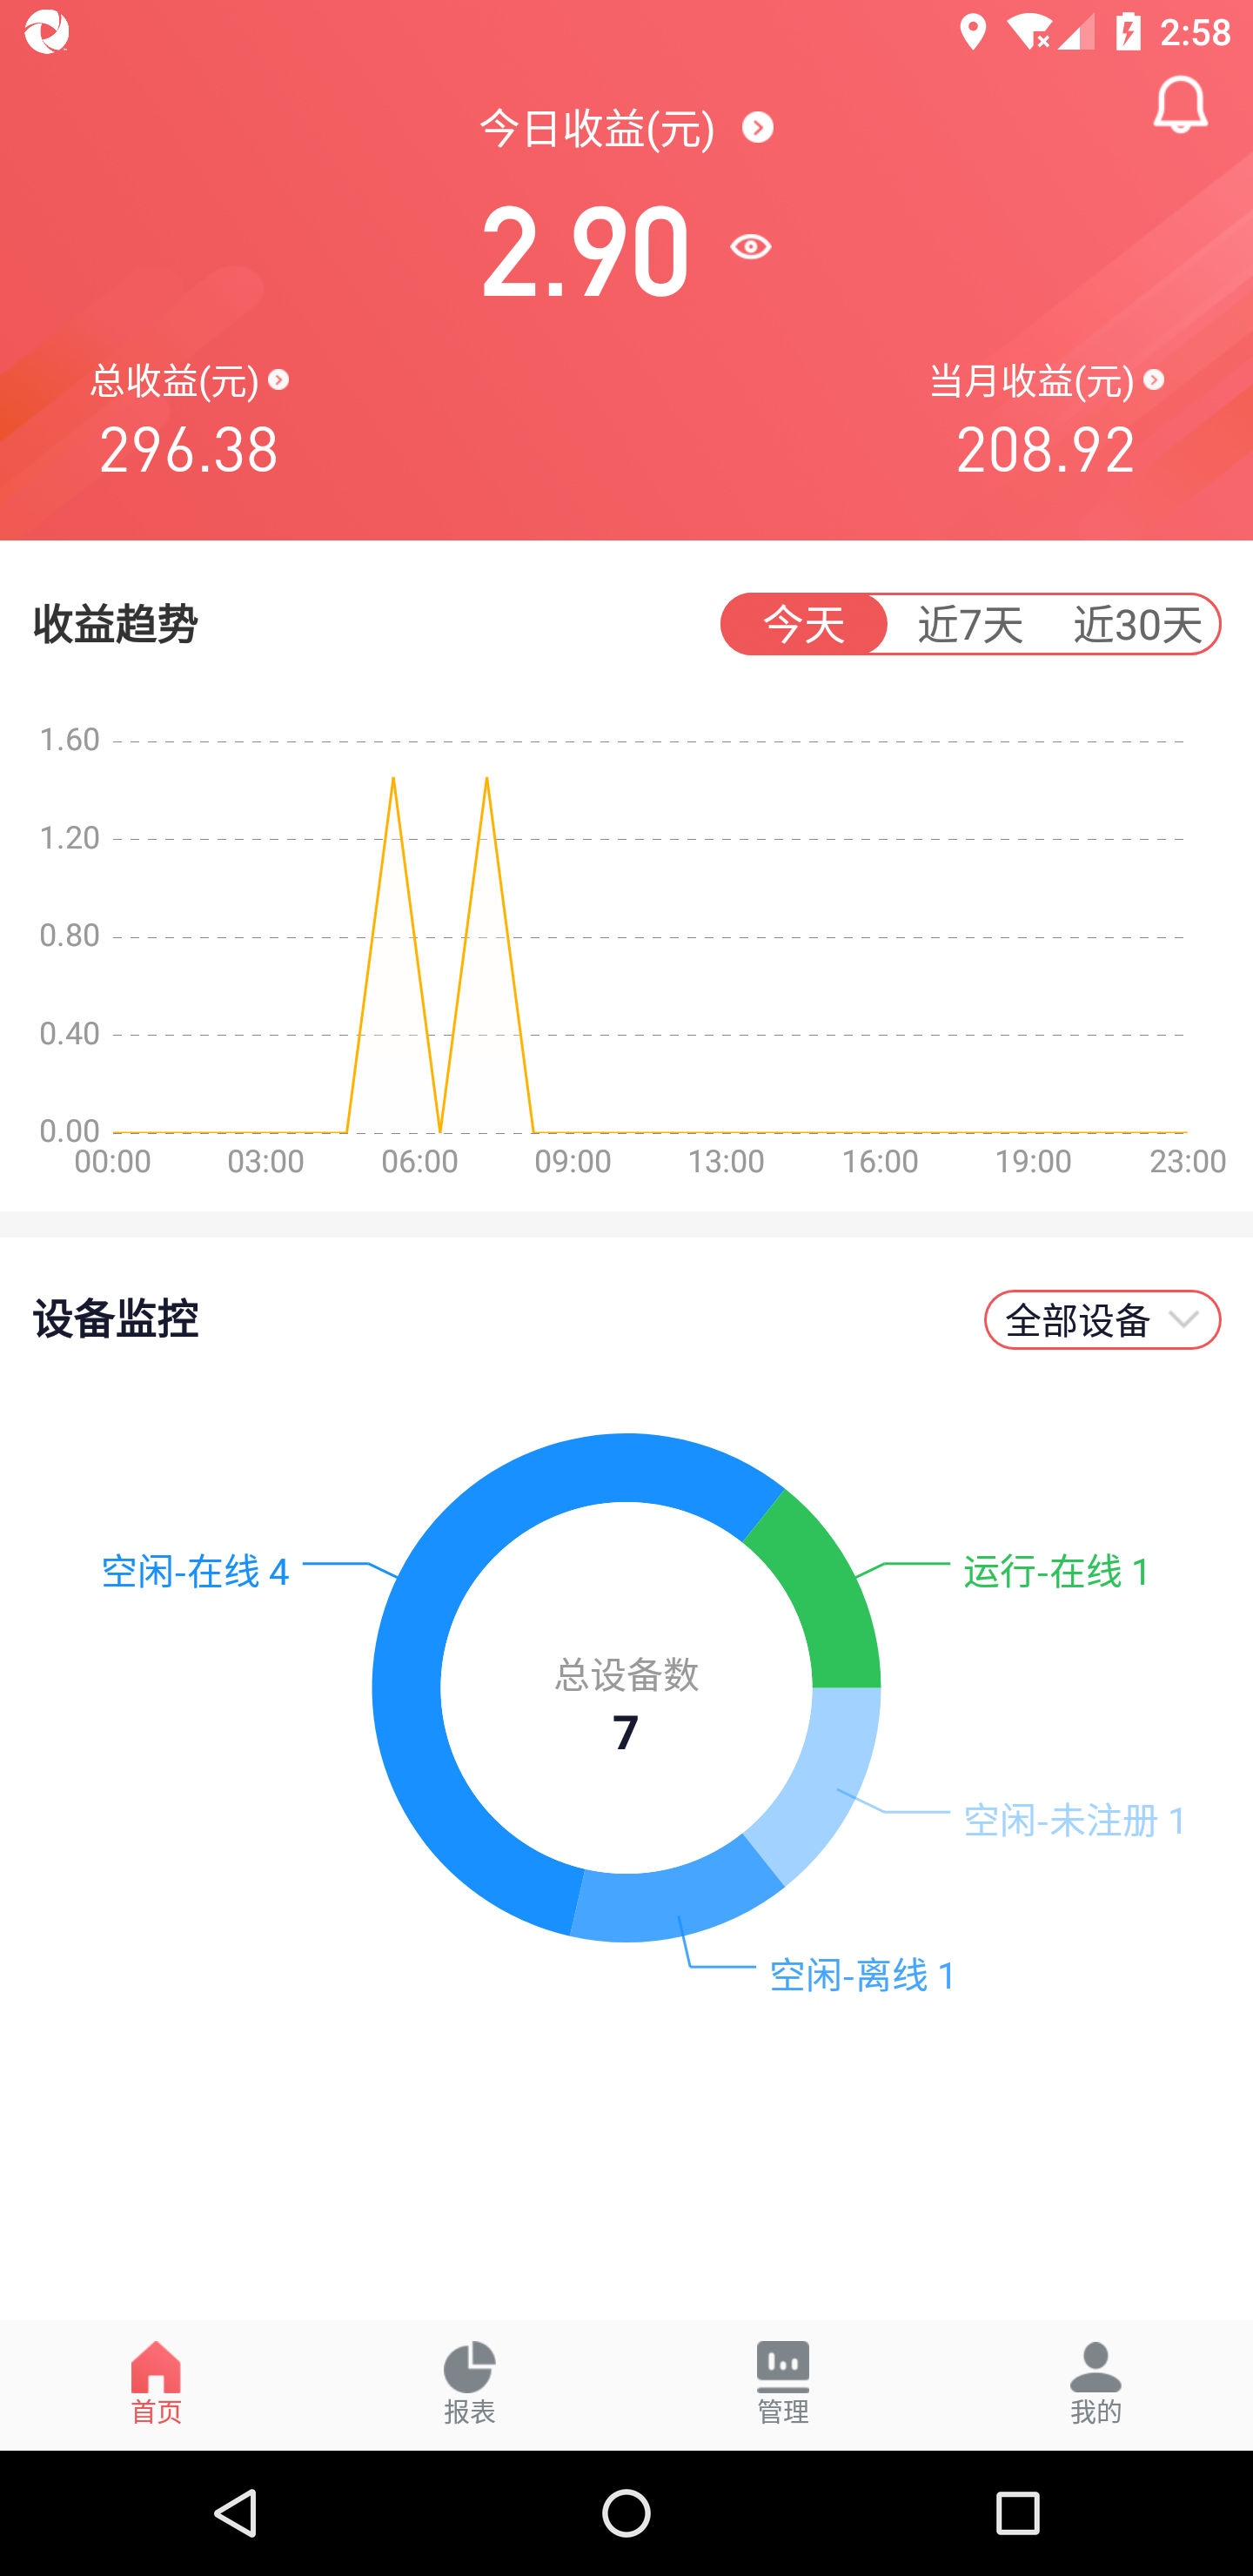 2:58
今日收益(元)
2.90
总收益(元) 当月收益(元)
296.38 208.92
收益趋势 今天 近7天 近30天
1.60
1.20
0.80
0.40
0.00
00:00 03:00 06:00 09:00 13:00 16:00 19:00 23:00
设备监控 全部设备
空闲-在线 4 运行-在线 1
总设备数
7
空闲-未注册 1
空闲-离线 1
首页 报表 管理 我的